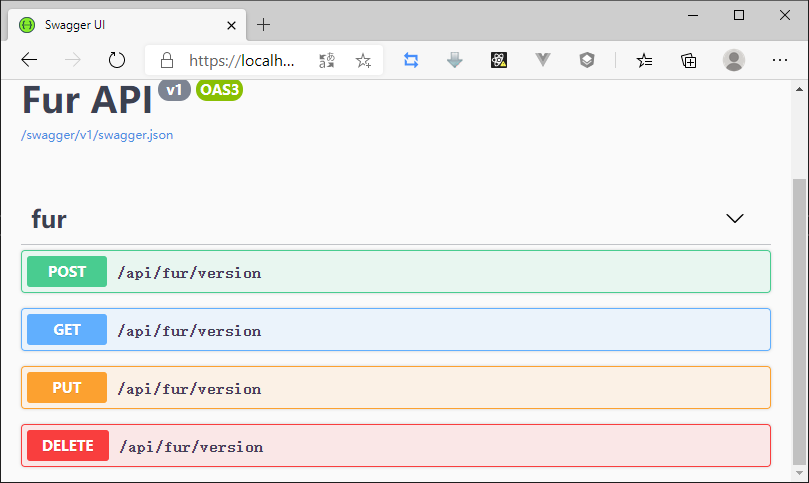 Swagger UI
https://localh...
Fur API v1 OAS3
/swagger/v1/swagger.json
fur
POST /api/fur/version
GET /api/fur/version
PUT /api/fur/version
DELETE /api/fur/version